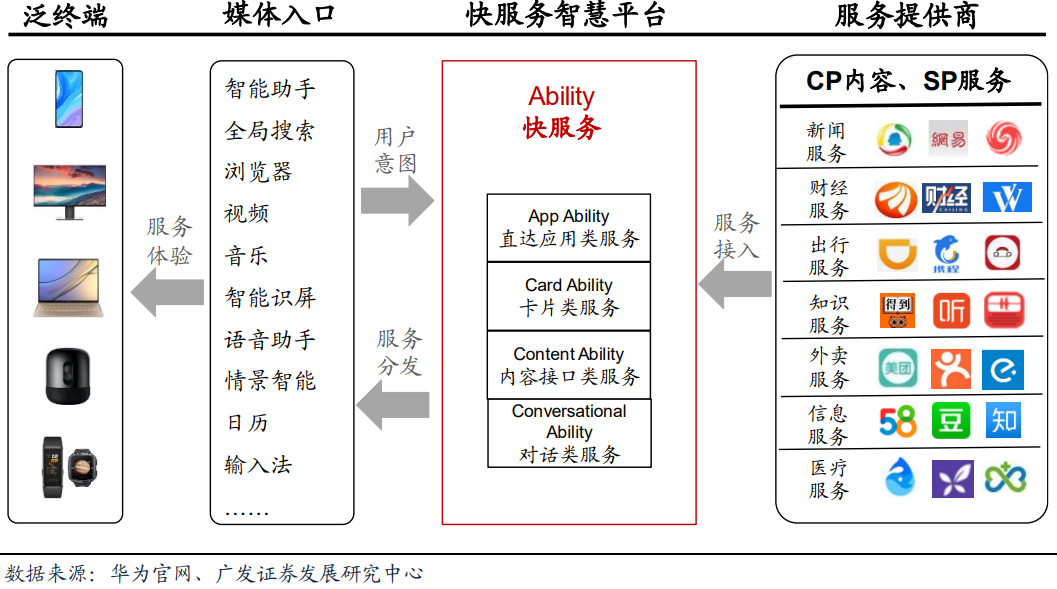 泛终端
媒体入口
快服务智慧平台
服务提供商
智能助手
全局搜索
浏览器
视频
音乐
智能识屏
语音助手
情景智能
日历
输入法
……
服务
体验
用户
意图
服务
分发
Ability
快服务
App Ability
直达应用类服务
Card Ability
卡片类服务
Content Ability
内容接口类服务
Conversational
Ability
对话类服务
服务
接入
CP内容、SP服务
新闻
服务
網易
财经
服务
财经
CAIJING
W
出行
服务
携程
知识
服务
得到
听
外卖
服务
美团
e
信息
服务
58
豆
知
医疗
服务
数据来源：华为官网、广发证券发展研究中心